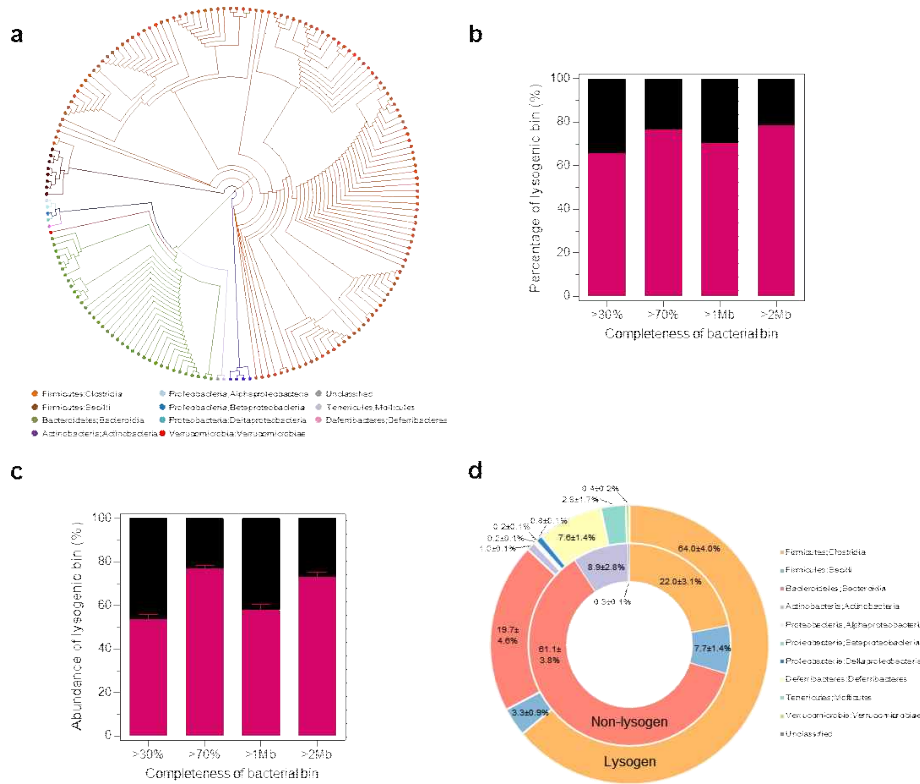 a
Firmicutes;Clostridia
Firmicutes;Bacilli
Bacteroidetes;Bacteroidia
Actinobacteria;Actinobacteria
Proteobacteria;Alphaproteobacteria
Proteobacteria;Betaproteobacteria
Proteobacteria;Deltaproteobacteria
Verrucomicrobia;Verrucomicrobiae
Unclassified
Tenericutes;Mollicutes
Deferribacteres;Deferribacteres
b
Percentage of lysogenic bin (%)
100
80
60
40
20
0
>30% >70% >1Mb >2Mb
Completeness of bacterial bin
c
Abundance of lysogenic bin (%)
100
80
60
40
20
0
>30% >70% >1Mb >2Mb
Completeness of bacterial bin
d
0.4±0.2%
2.8±1.7%
0.8±0.1%
0.2±0.1%
0.2±0.1%
1.0±0.1%
7.6±1.4%
64.0±4.0%
8.9±2.8%
22.0±3.1%
0.3±0.1%
19.7±
4.6%
61.1±
3.8%
7.7±1.4%
3.3±0.9%
Non-lysogen
Lysogen
Firmicutes;Clostridia
Firmicutes;Bacilli
Bacteroidetes;Bacteroidia
Actinobacteria;Actinobacteria
Proteobacteria;Alphaproteobacteri
Proteobacteria;Betaproteobacteria
Proteobacteria;Deltaproteobacteria
Deferribacteres;Deferribacteres
Tenericutes;Mollicutes
Verrucomicrobia;Verrucomicrobiae
Unclassified